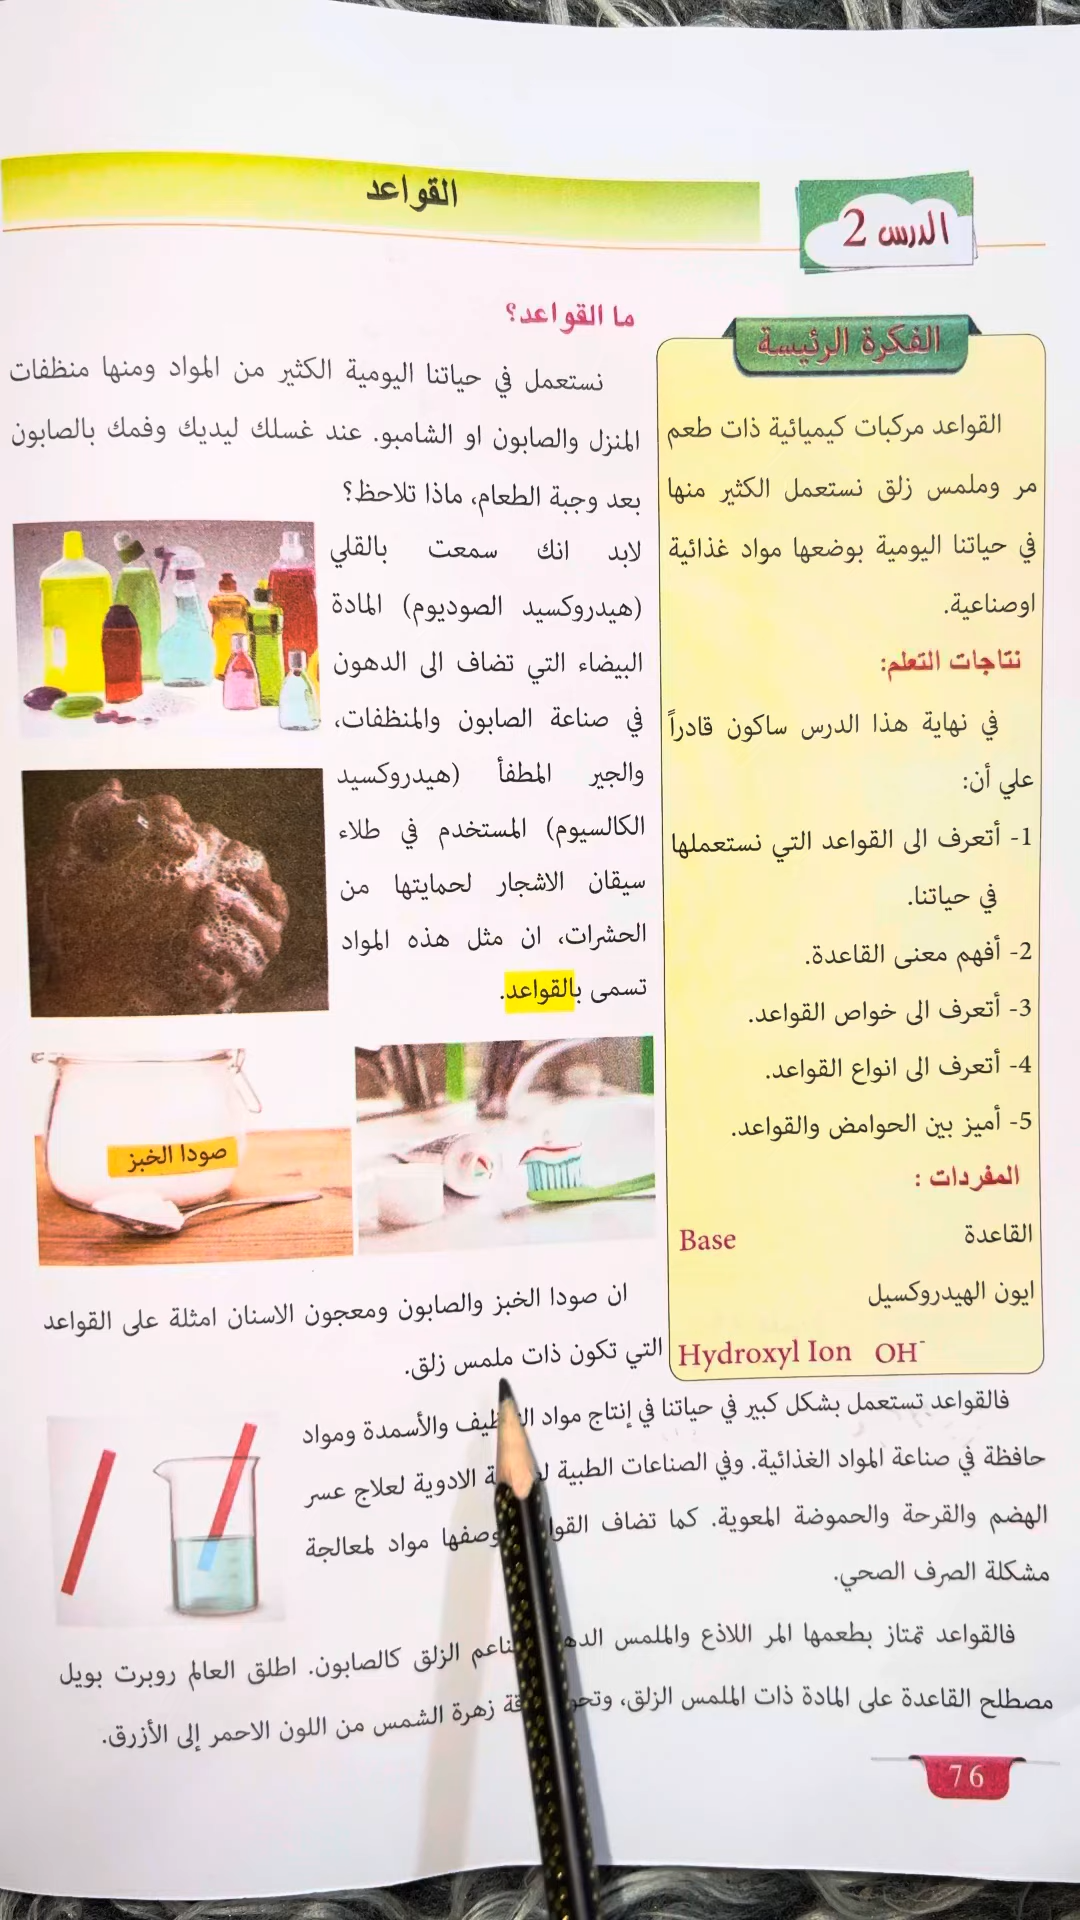 الدرس 2
القواعد
الفكرة الرئيسة
القواعد مركبات كيميائية ذات طعم
مر وملمس زلق نستعمل الكثير منها
في حياتنا اليومية بوضعها مواد غذائية
اوصناعية.
نتاجات التعلم:
في نهاية هذا الدرس ساكون قادراً
علي أن:
1- أتعرف الى القواعد التي نستعملها
في حياتنا.
2- أفهم معنى القاعدة.
3- أتعرف الى خواص القواعد.
4- أتعرف الى انواع القواعد.
5- أميز بين الحوامض والقواعد.
المفردات :
القاعدة Base
ايون الهيدروكسيل
Hydroxyl Ion OH⁻
ما القواعد؟
نستعمل في حياتنا اليومية الكثير من المواد ومنها منظفات
المنزل والصابون او الشامبو. عند غسلك ليديك وفمك بالصابون
بعد وجبة الطعام، ماذا تلاحظ؟
لابد انك سمعت بالقلي
(هيدروكسيد الصوديوم) المادة
البيضاء التي تضاف الى الدهون
في صناعة الصابون والمنظفات،
والجير المطفأ (هيدروكسيد
الكالسيوم) المستخدم في طلاء
سيقان الاشجار لحمايتها من
الحشرات، ان مثل هذه المواد
تسمى بالقواعد.
صودا الخبز
ان صودا الخبز والصابون ومعجون الاسنان امثلة على القواعد
التي تكون ذات ملمس زلق.
فالقواعد تستعمل بشكل كبير في حياتنا في إنتاج مواد والأسمدة ومواد
حافظة في صناعة المواد الغذائية. وفي الصناعات الطبية الادوية لعلاج عسر
الهضم والقرحة والحموضة المعوية. كما تضاف مواد لمعالجة
مشكلة الصرف الصحي.
فالقواعد تمتاز بطعمها المر اللاذع والملمس الزلق كالصابون. اطلق العالم روبرت بويل
مصطلح القاعدة على المادة ذات الملمس الزلق، زهرة الشمس من اللون الاحمر إلى الأزرق.
76